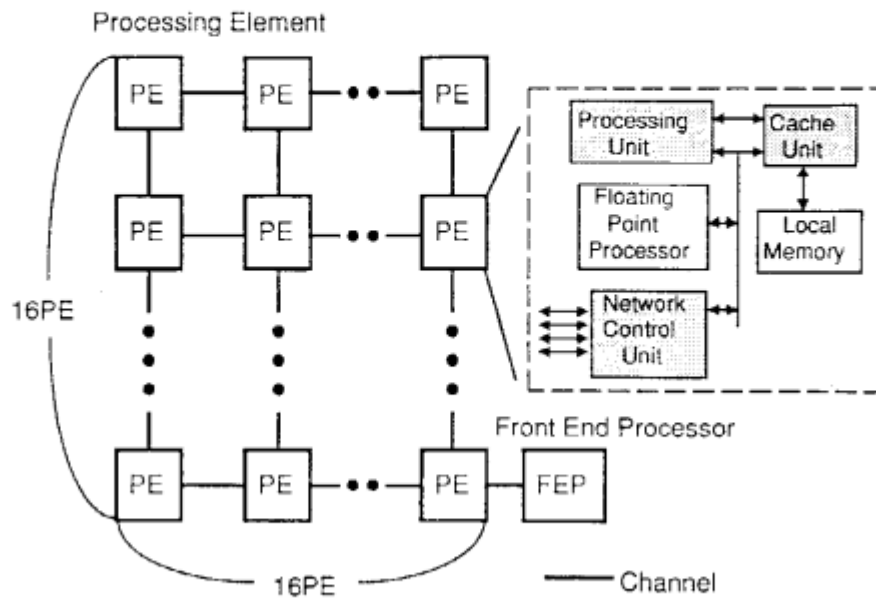 Processing Element
PE
PE
PE
Processing
Unit
Cache
Unit
Floating
Point
Processor
Local
Memory
Network
Control
Unit
PE
PE
PE
16PE
Front End Processor
PE
PE
PE
FEP
16PE
Channel